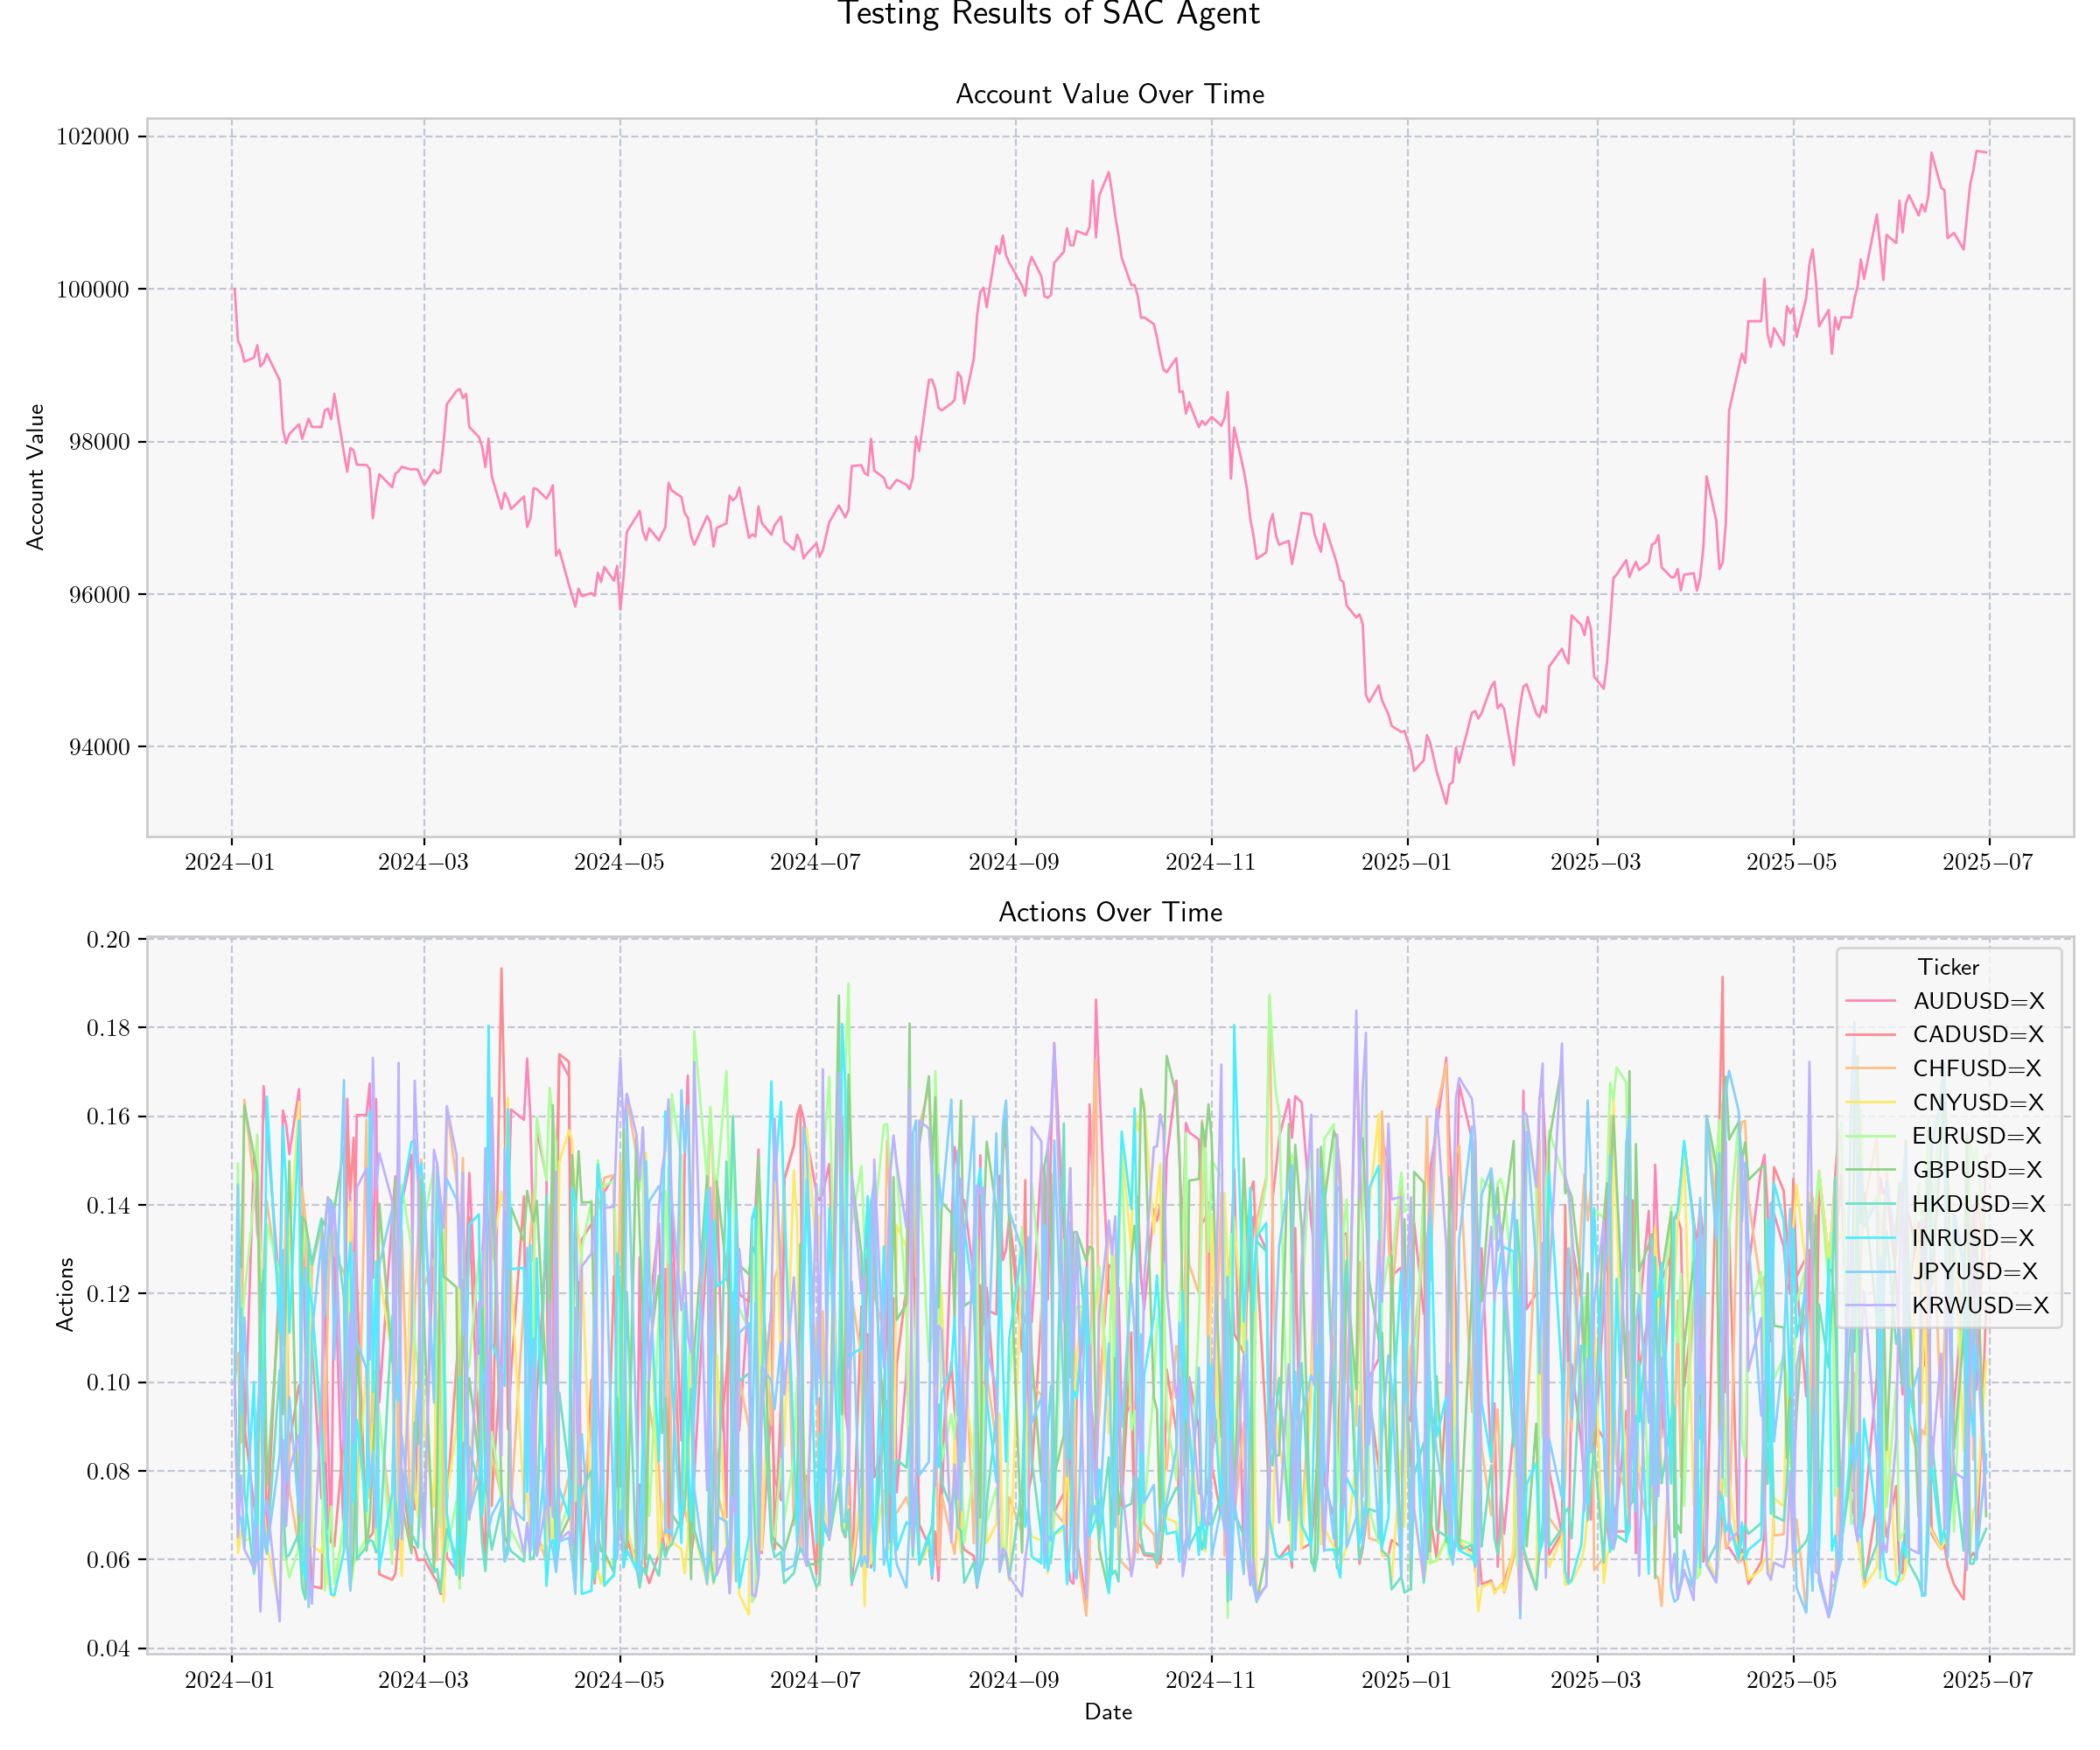 Testing Results of SAC Agent
Account Value Over Time
102000
100000
98000
96000
94000
Account Value
2024−01
2024−03
2024−05
2024−07
2024−09
2024−11
2025−01
2025−03
2025−05
2025−07
Actions Over Time
0.20
0.18
0.16
0.14
0.12
0.10
0.08
0.06
0.04
Actions
Ticker
AUDUSD=X
CADUSD=X
CHFUSD=X
CNYUSD=X
EURUSD=X
GBPUSD=X
HKDUSD=X
INRUSD=X
JPYUSD=X
KRWUSD=X
2024−01
2024−03
2024−05
2024−07
2024−09
2024−11
2025−01
2025−03
2025−05
2025−07
Date